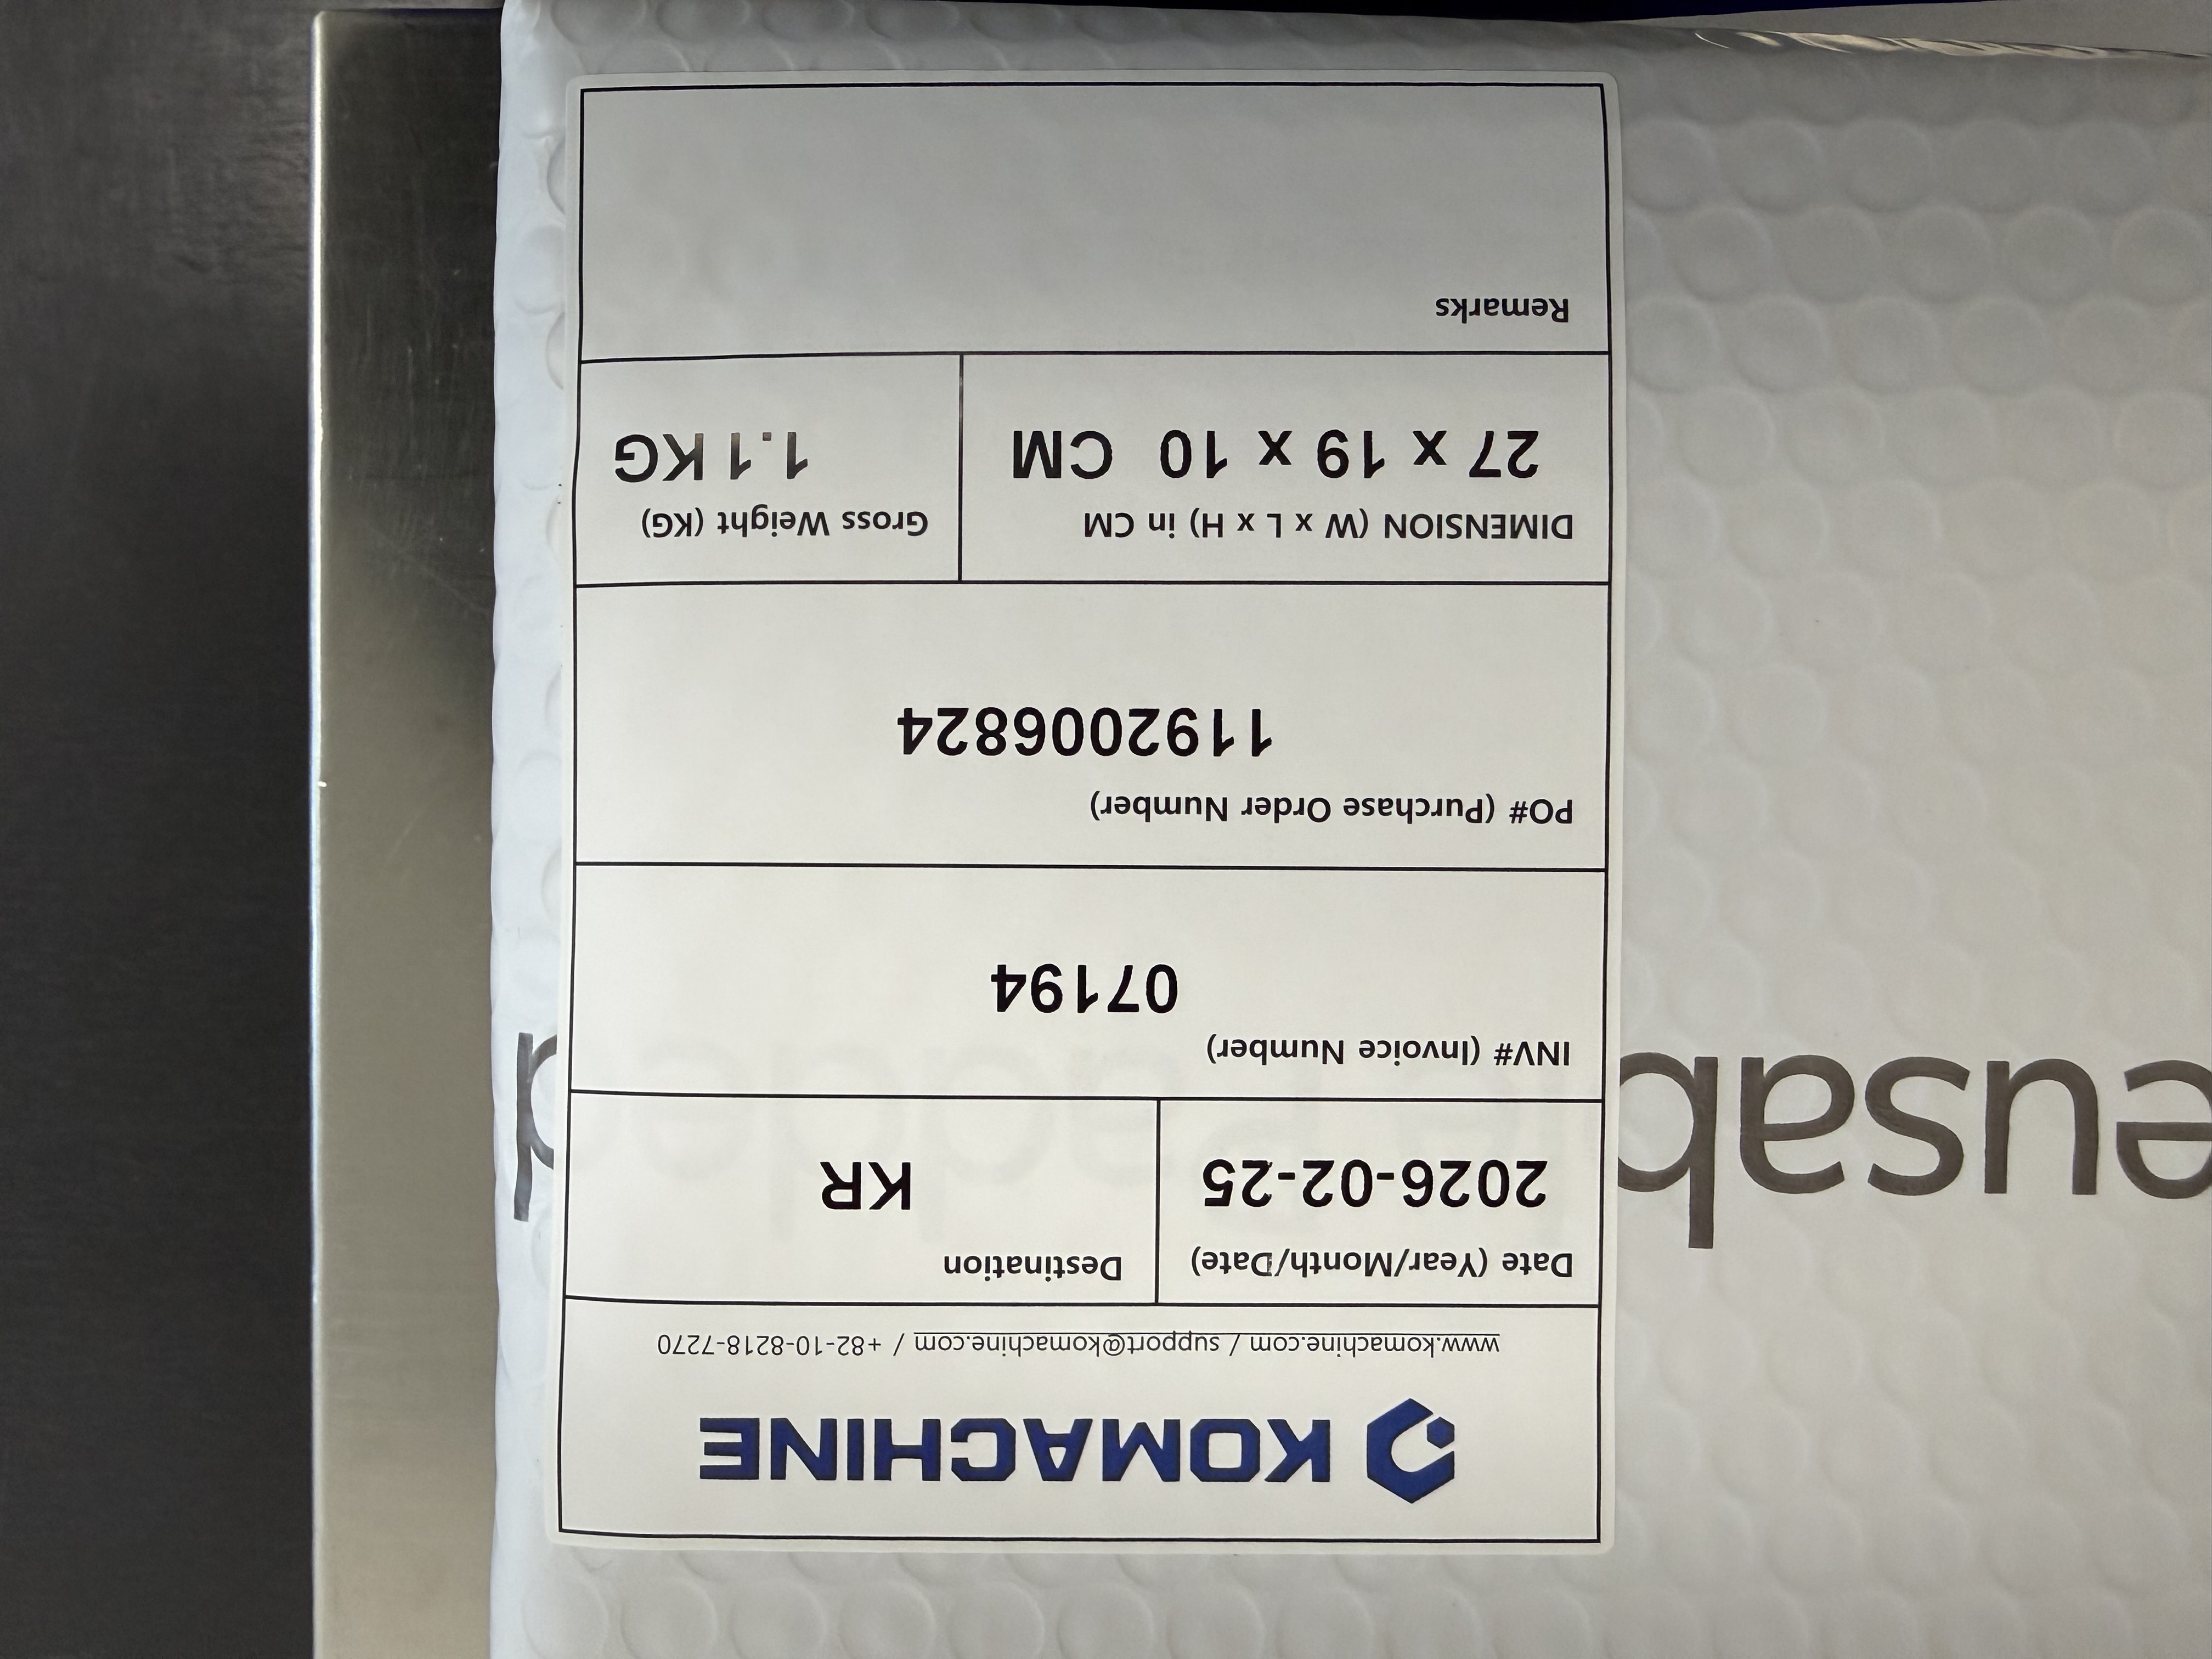 KOMACHINE
www.komachine.com / support@komachine.com / +82-10-8218-7270
Date (Year/Month/Date)
2026-02-25
Destination
KR
INV# (Invoice Number)
07194
PO# (Purchase Order Number)
1192006824
DIMENSION (W x L x H) in CM
27 x 19 x 10 CM
Gross Weight (KG)
1.1 KG
Remarks